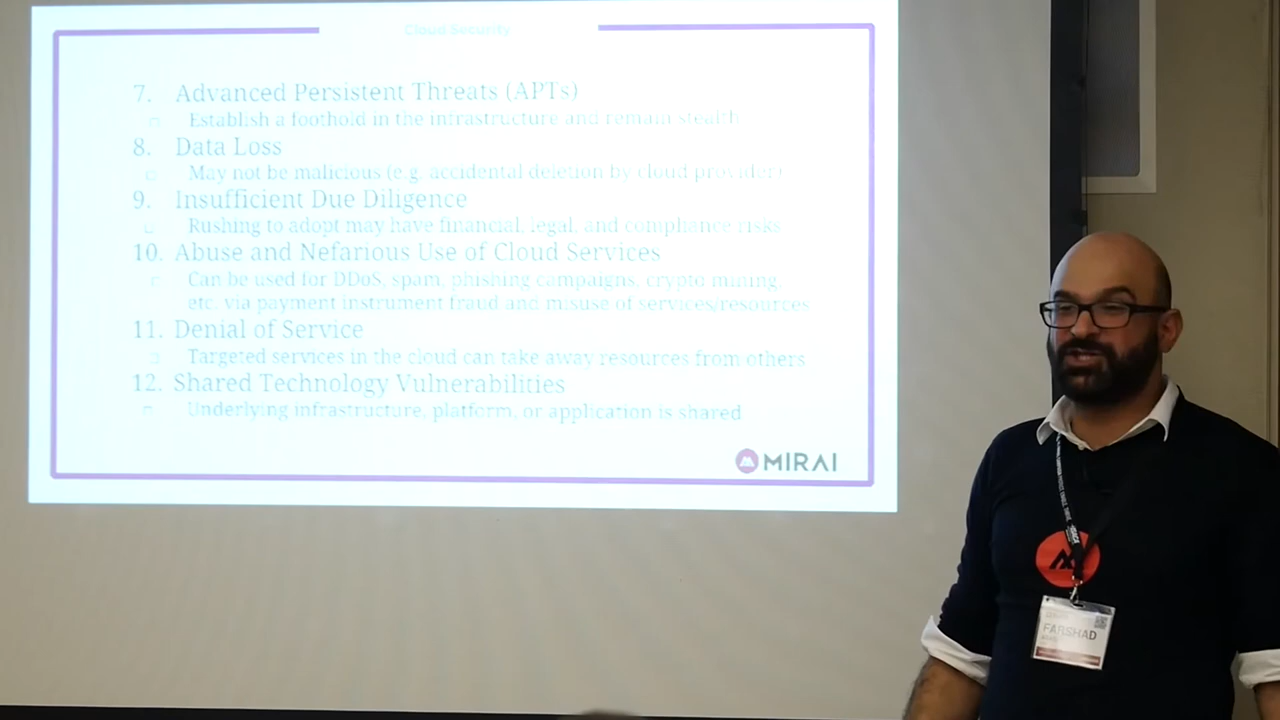 Cloud Security
7. Advanced Persistent Threats (APTs)
Establish a foothold in the infrastructure and remain stealth
8. Data Loss
May not be malicious (e.g. accidental deletion by cloud provider)
9. Insufficient Due Diligence
Rushing to adopt may have financial, legal, and compliance risks
10. Abuse and Nefarious Use of Cloud Services
Can be used for DDoS, spam, phishing campaigns, crypto mining,
etc. via payment instrument fraud and misuse of services/resources
11. Denial of Service
Targeted services in the cloud can take away resources from others
12. Shared Technology Vulnerabilities
Underlying infrastructure, platform, or application is shared
MIRAI
FARSHAD